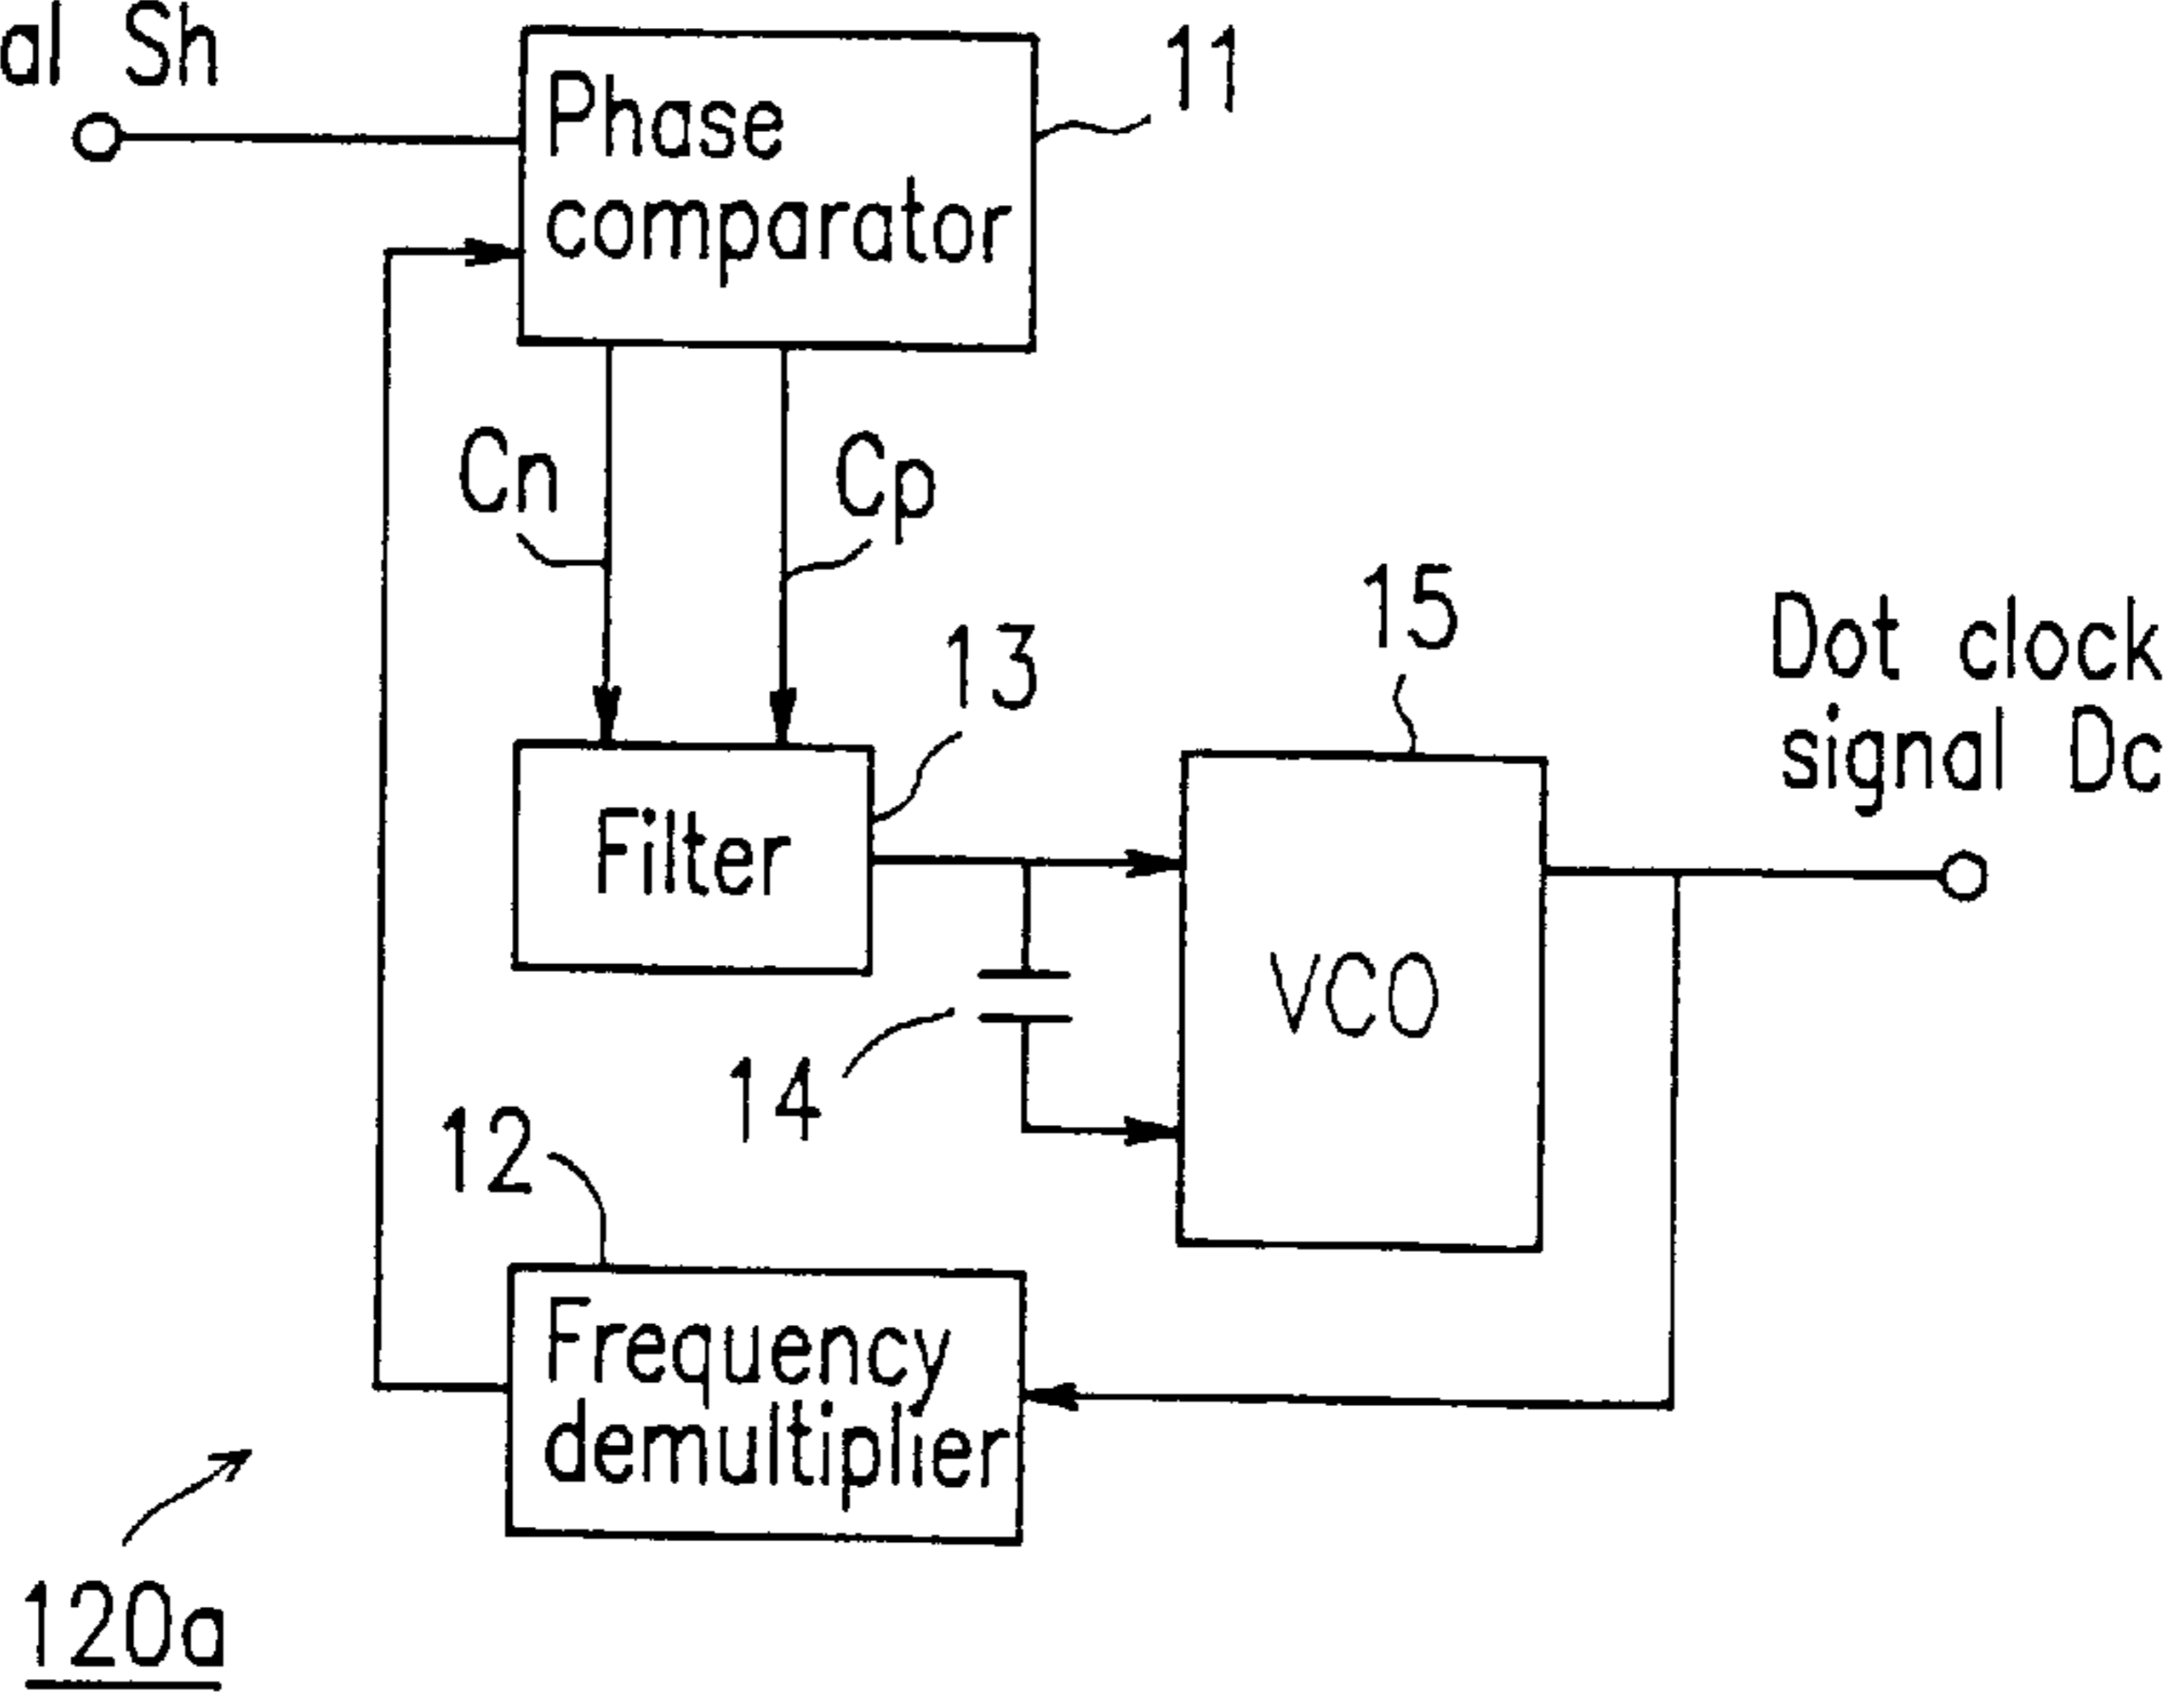 Sh
11
Phase
comparator
Cn
Cp
13
15
Dot clock
signal Dc
Filter
VCO
14
12
Frequency
demultiplier
120a